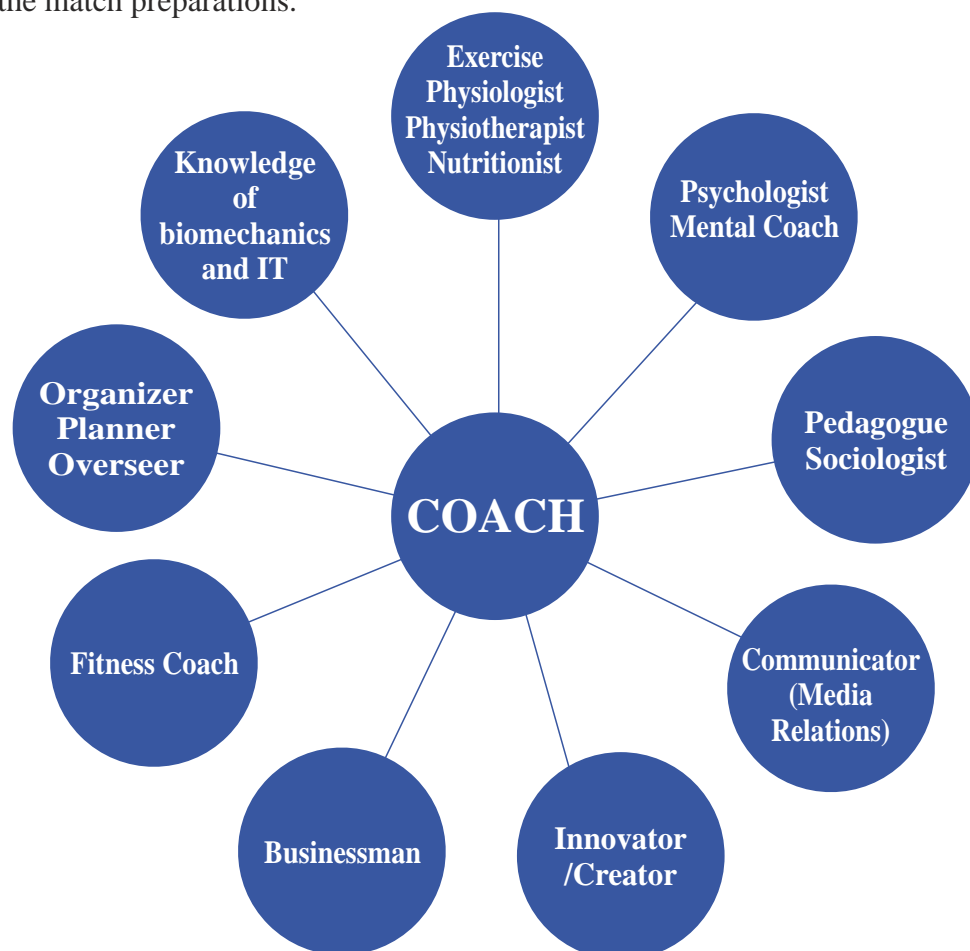 the match preparations.
Exercise
Physiologist
Physiotherapist
Nutritionist
Knowledge
of
biomechanics
and IT
Psychologist
Mental Coach
Organizer
Planner
Overseer
Pedagogue
Sociologist
COACH
Fitness Coach
Communicator
(Media
Relations)
Businessman
Innovator
/Creator